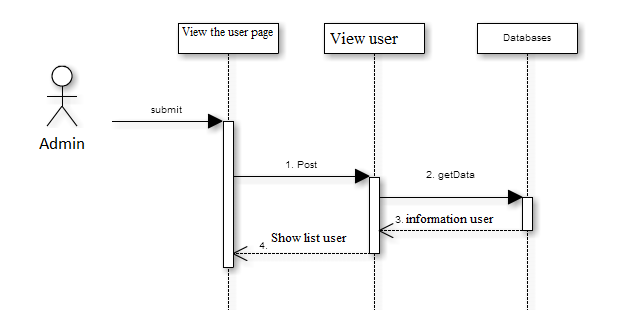 View the user page
View user
Databases
submit
Admin
1. Post
2. getData
3. information user
4. Show list user